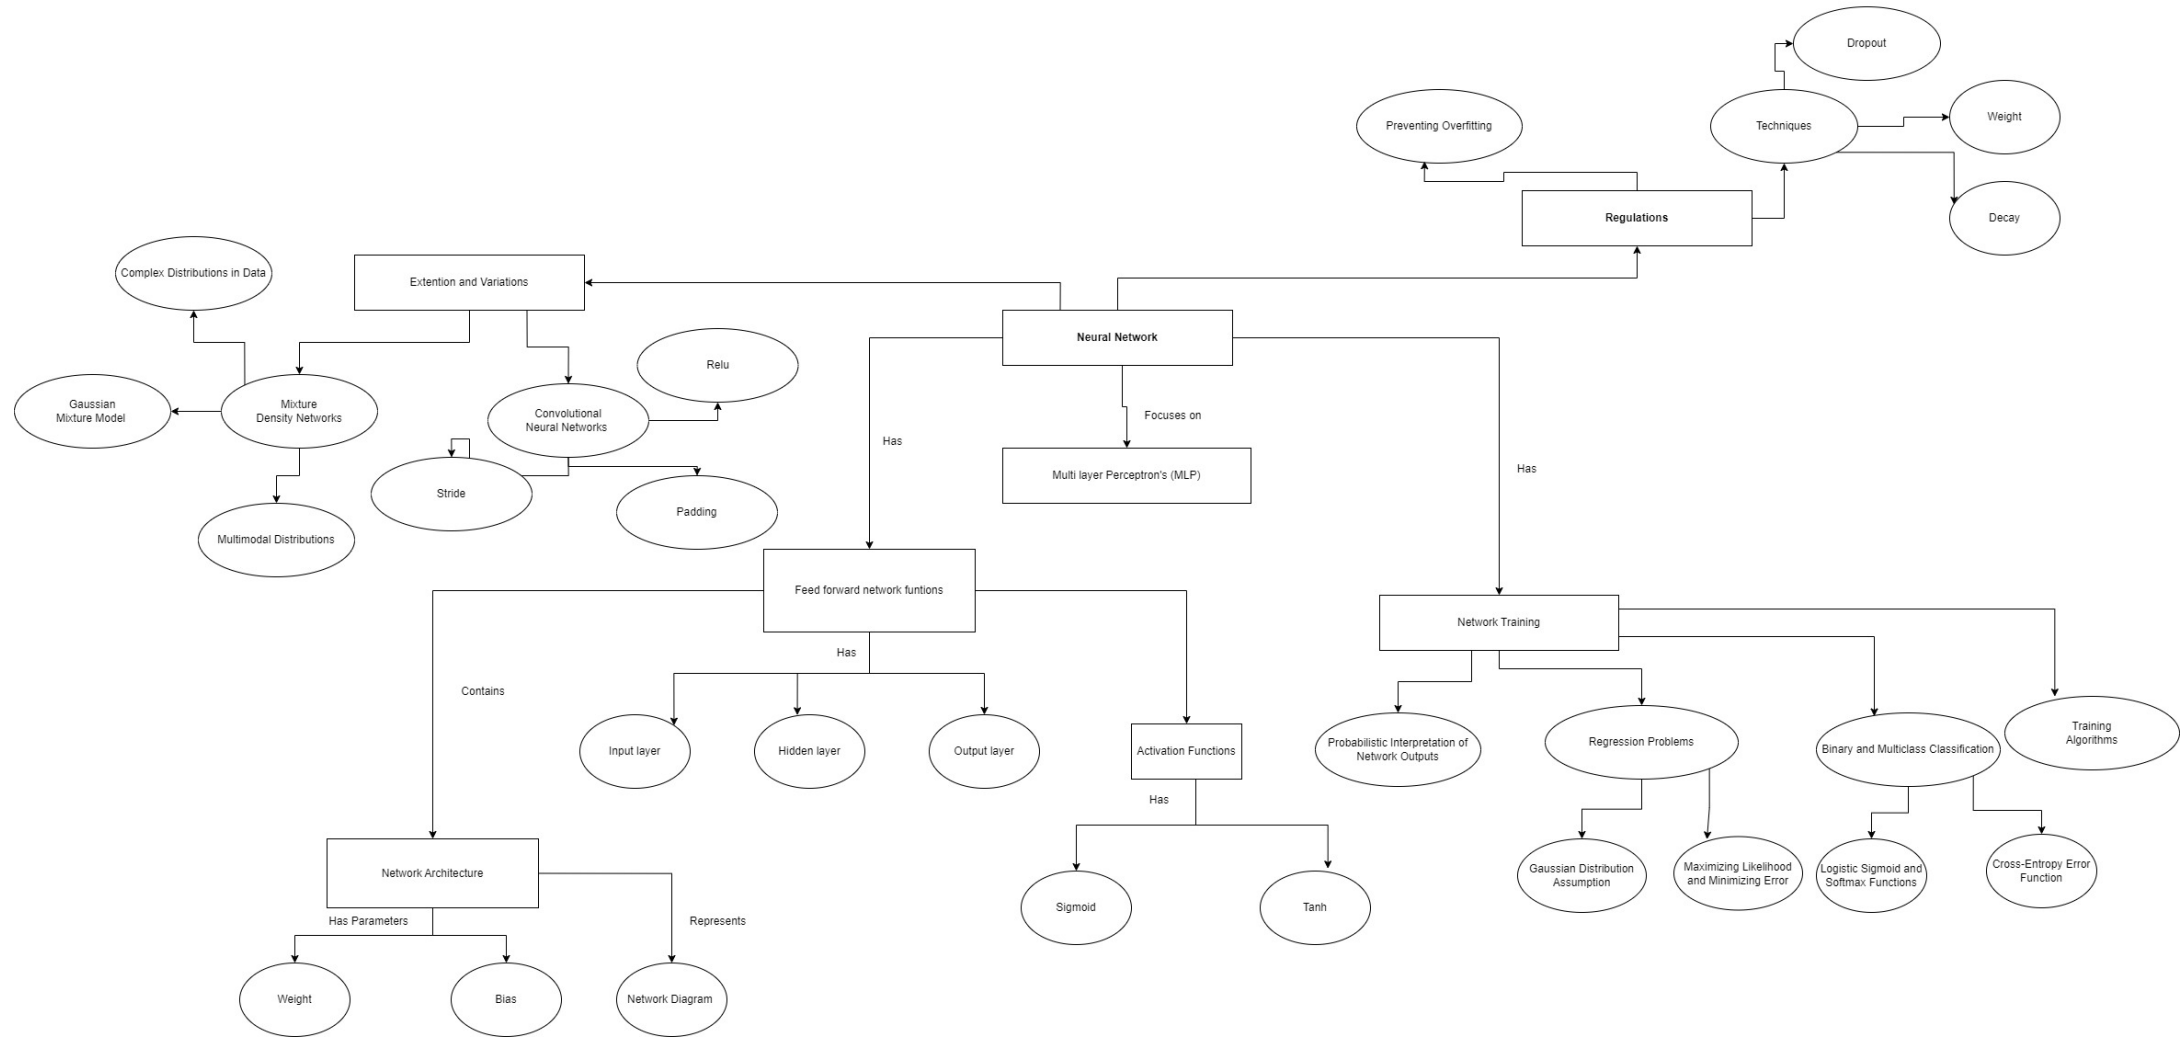 Dropout
Preventing Overfitting
Techniques
Weight
Regulations
Decay
Complex Distributions in Data
Extention and Variations
Neural Network
Relu
Gaussian
Mixture Model
Mixture
Density Networks
Convolutional
Neural Networks
Focuses on
Has
Has
Multi layer Perceptron's (MLP)
Stride
Padding
Multimodal Distributions
Feed forward network funtions
Network Training
Has
Contains
Input layer
Hidden layer
Output layer
Activation Functions
Probabilistic Interpretation of
Network Outputs
Regression Problems
Binary and Multiclass Classification
Training
Algorithms
Has
Network Architecture
Gaussian Distribution
Assumption
Maximizing Likelihood
and Minimizing Error
Logistic Sigmoid and
Softmax Functions
Cross-Entropy Error
Function
Has Parameters
Represents
Sigmoid
Tanh
Weight
Bias
Network Diagram